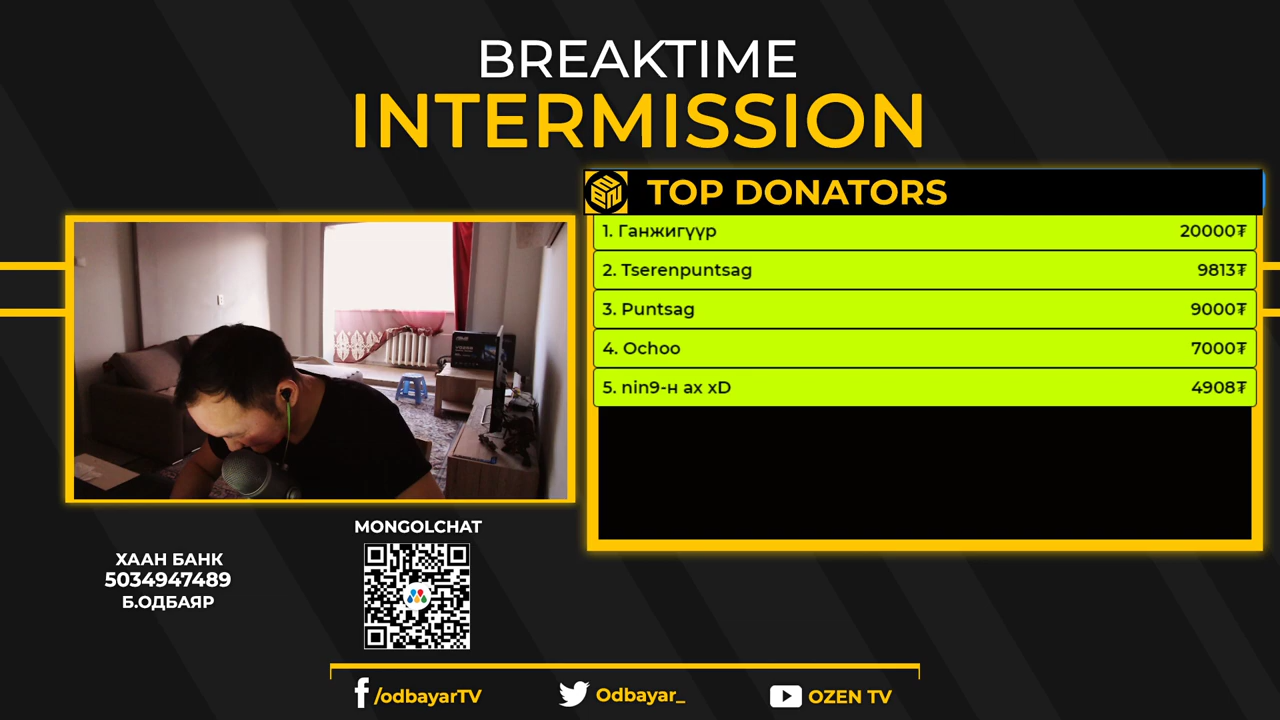 BREAKTIME
INTERMISSION
TOP DONATORS
1. Ганжигүүр 20000₮
2. Tserenpuntsag 9813₮
3. Puntsag 9000₮
4. Ochoo 7000₮
5. nin9-н ах xD 4908₮
MONGOLCHAT
ХААН БАНК
5034947489
Б.ОДБАЯР
/odbayarTV
Odbayar_
OZEN TV